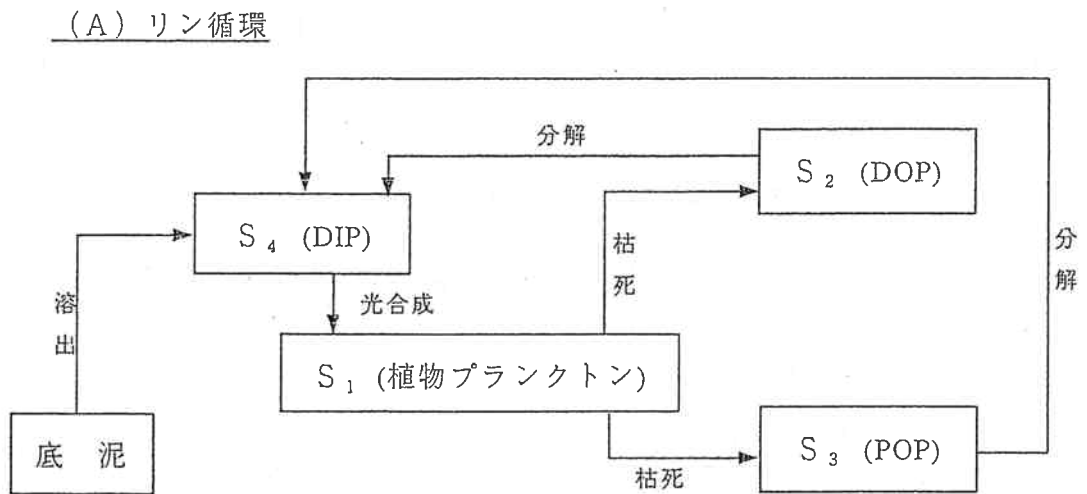 (A) リン循環
分解
S₂ (DOP)
S₄ (DIP)
枯死
分解
溶出
光合成
S₁ (植物プランクトン)
底 泥
S₃ (POP)
枯死